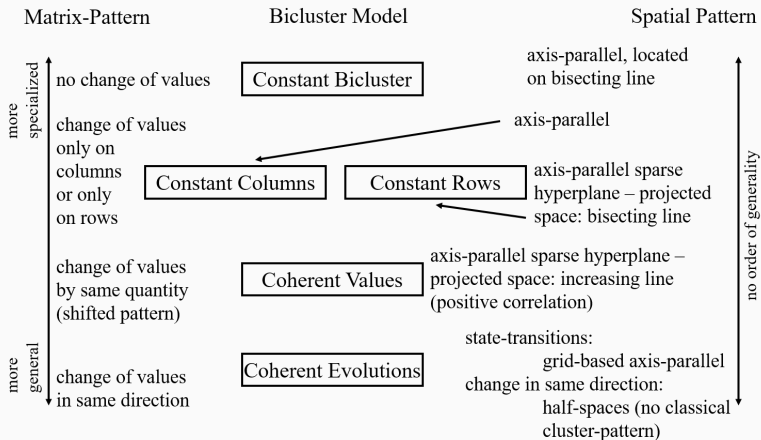 Matrix-Pattern
Bicluster Model
Spatial Pattern
more
specialized
no change of values
Constant Bicluster
axis-parallel, located
on bisecting line
change of values
only on
columns
or only
on rows
axis-parallel
Constant Columns
Constant Rows
axis-parallel sparse
hyperplane – projected
space: bisecting line
no order of generality
change of values
by same quantity
(shifted pattern)
Coherent Values
axis-parallel sparse hyperplane –
projected space: increasing line
(positive correlation)
more
general
change of values
in same direction
Coherent Evolutions
state-transitions:
grid-based axis-parallel
change in same direction:
half-spaces (no classical
cluster-pattern)